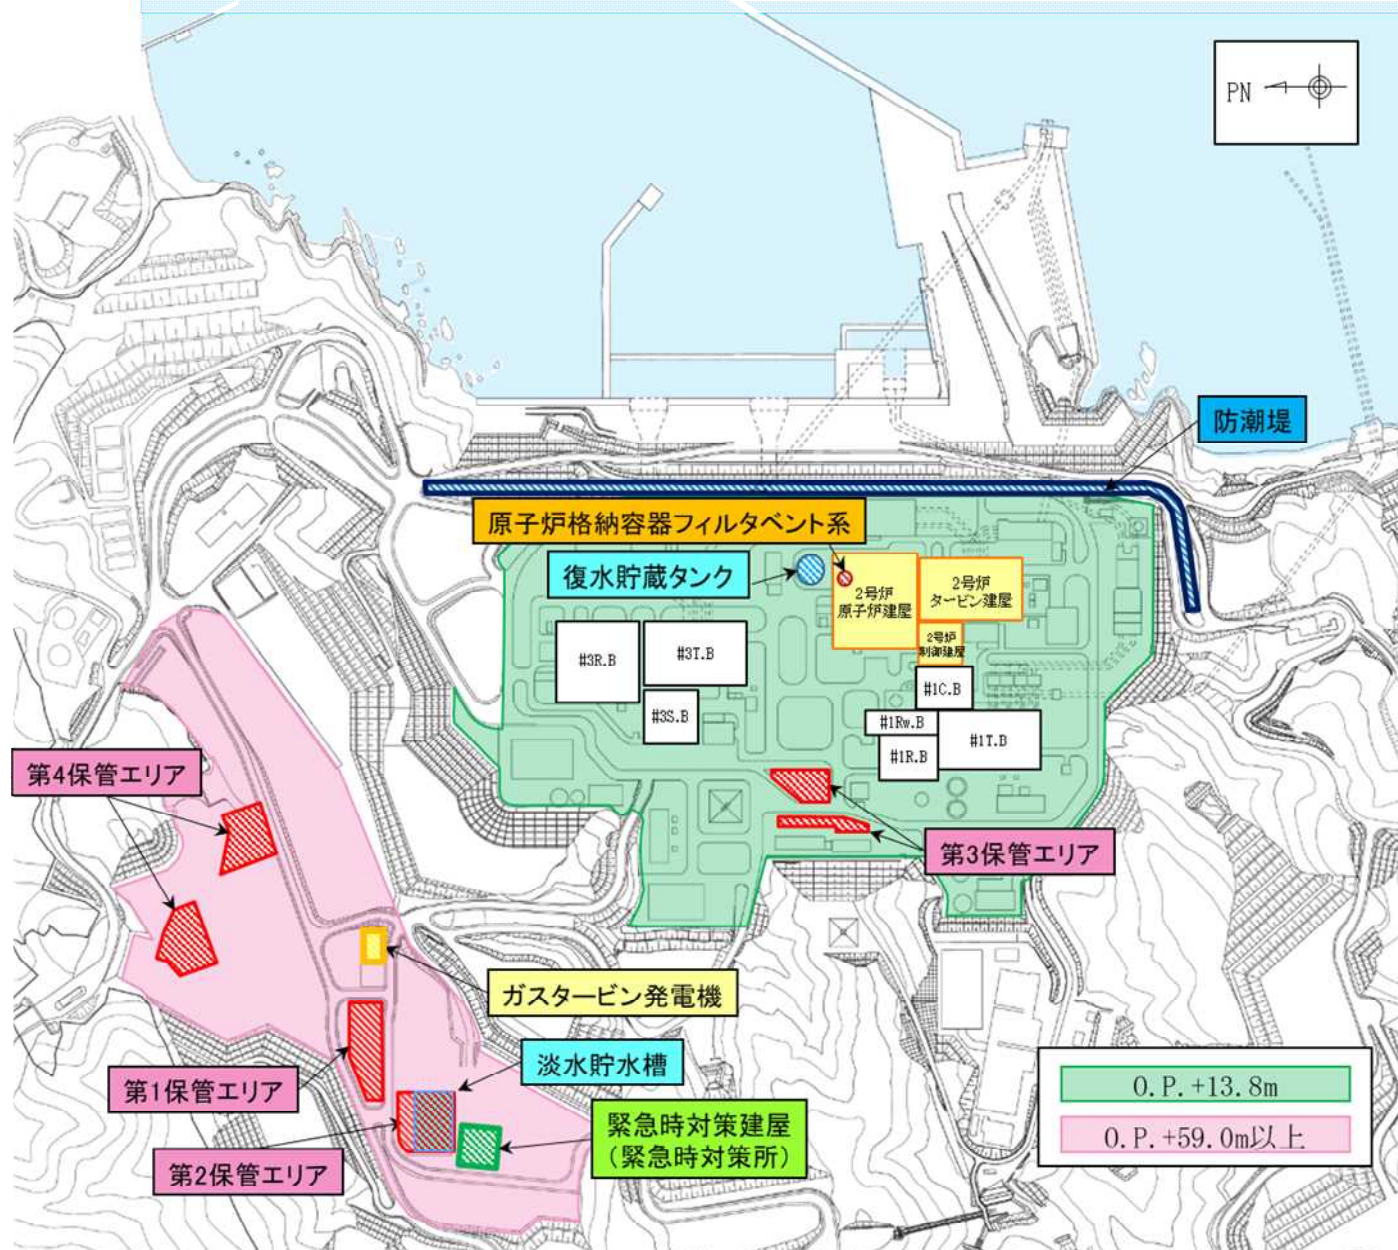 PN
防潮堤
原子炉格納容器フィルタベント系
復水貯蔵タンク
2号炉
原子炉建屋
2号炉
タービン建屋
2号炉
制御建屋
#3R.B
#3T.B
#3S.B
#1C.B
#1Rw.B
#1R.B
#1T.B
第4保管エリア
第3保管エリア
ガスタービン発電機
淡水貯水槽
第1保管エリア
第2保管エリア
緊急時対策建屋
(緊急時対策所)
O.P.+13.8m
O.P.+59.0m以上